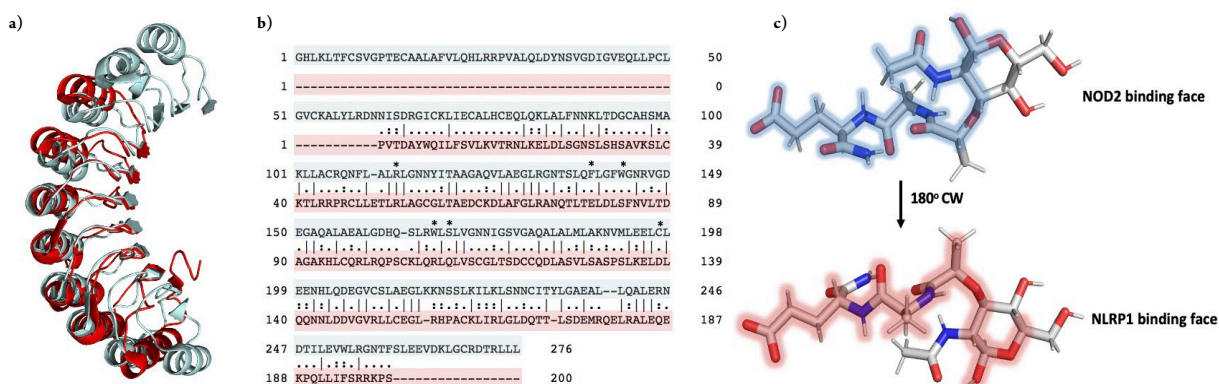 a)
b)
1 GHLKLTFCSVGPTECAALAFVLQHLRRPVALQLDYNSVGDIGVEQLLPCL 50
1 -------------------------------------------------- 0
51 GVCKALYLRDNNISDRGICKLIECALHCEQLQKLALFNNKLTDGCAHSMA 100
1 -----------PVTDAYWQILFSVLKVTRNLKELDLSGNSLSHSAVKSLC 39
101 KLLACRQNFL-ALRLGNNYITAAGAQVLAEGLRGNTSLQFLGFWGNRVGD 149
40 KTLRRPRCLLETLRLAGCGLTAEDCKDLAFGLRANQTLTELDLSFNVLTD 89
150 EGAQALAEALGDHQ-SLRWLSLVGNNIGSVGAQALALMLAKNVMLEELCL 198
90 AGAKHLCQRLRQPSCKLQRLQLVSCGLTSDCCQDLASVLSASPSLKELDL 139
199 EENHLQDEGVCSLAEGLKKNSSLKILKLSNNCITYLGAEAL--LQALERN 246
140 QQNNLDDVGVRLLCEGL-RHPACKLIRLGLDQTT-LSDEMRQELRALEQE 187
247 DTILEVWLRGNTFSLEEVDKLGCRDTRLLL 276
188 KPQLLIFSRRKPS----------------- 200
c)
NOD2 binding face
180º CW
NLRP1 binding face